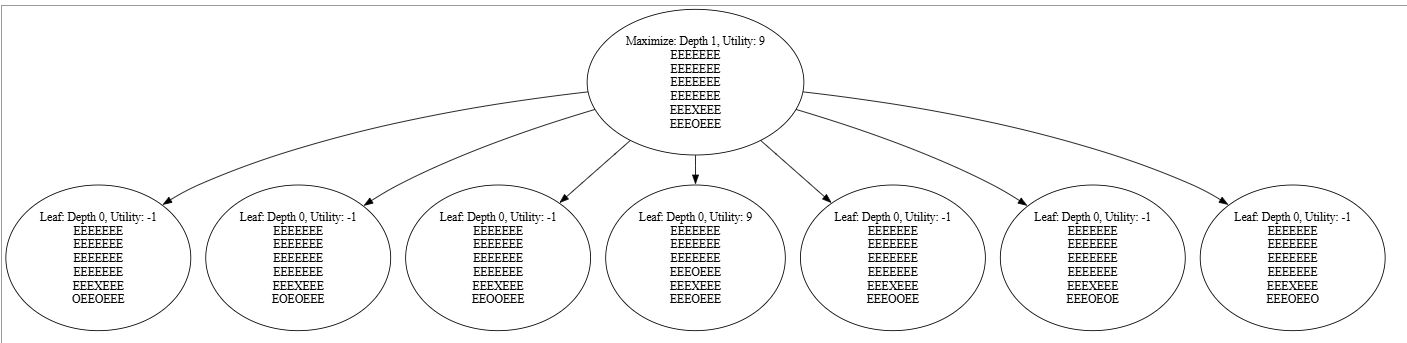 Maximize: Depth 1, Utility: 9
EEEEEEE
EEEEEEE
EEEEEEE
EEEEEEE
EEEXEEE
EEEOEEE
Leaf: Depth 0, Utility: -1
EEEEEEE
EEEEEEE
EEEEEEE
EEEEEEE
EEEXEEE
OEEOEEE
Leaf: Depth 0, Utility: -1
EEEEEEE
EEEEEEE
EEEEEEE
EEEEEEE
EEEXEEE
EOEOEEE
Leaf: Depth 0, Utility: -1
EEEEEEE
EEEEEEE
EEEEEEE
EEEEEEE
EEEXEEE
EEOOEEE
Leaf: Depth 0, Utility: 9
EEEEEEE
EEEEEEE
EEEEEEE
EEEOEEE
EEEXEEE
EEEOEEE
Leaf: Depth 0, Utility: -1
EEEEEEE
EEEEEEE
EEEEEEE
EEEEEEE
EEEXEEE
EEEOOEE
Leaf: Depth 0, Utility: -1
EEEEEEE
EEEEEEE
EEEEEEE
EEEEEEE
EEEXEEE
EEEOEOE
Leaf: Depth 0, Utility: -1
EEEEEEE
EEEEEEE
EEEEEEE
EEEEEEE
EEEXEEE
EEEOEEO